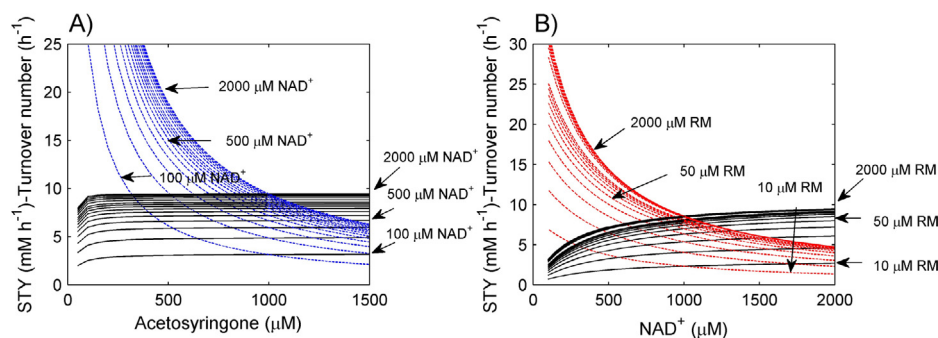 A)
STY (mM h⁻¹)-Turnover number (h⁻¹)
25
20
15
10
5
0
0
500
1000
1500
Acetosyringone (μM)
2000 μM NAD⁺
500 μM NAD⁺
100 μM NAD⁺
2000 μM NAD⁺
500 μM NAD⁺
100 μM NAD⁺
B)
STY (mM h⁻¹)-Turnover number (h⁻¹)
30
25
20
15
10
5
0
0
500
1000
1500
2000
NAD⁺ (μM)
2000 μM RM
50 μM RM
10 μM RM
2000 μM RM
50 μM RM
10 μM RM